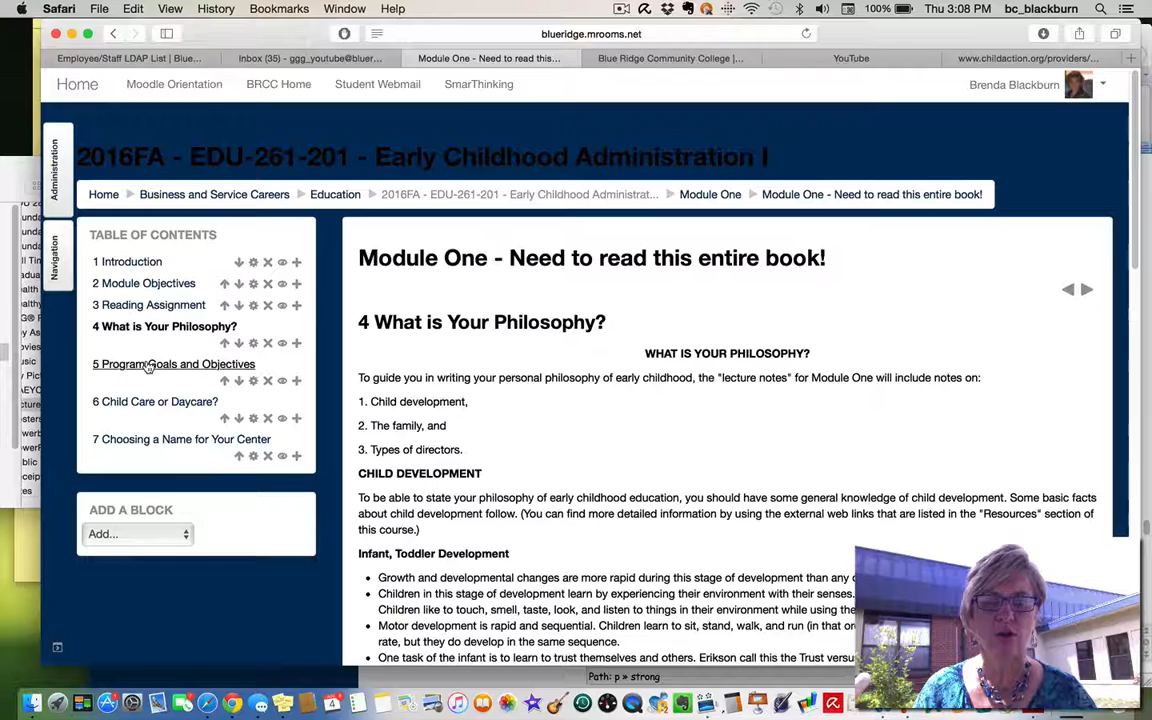 Safari File Edit View History Bookmarks Window Help 100% Thu 3:08 PM bc_blackburn
blueridge.mrooms.net
Employee/Staff LDAP List | Blue... Inbox (35) - ggg_youtube@bluer... Module One - Need to read this... Blue Ridge Community College |... YouTube www.childaction.org/providers/...
Home Moodle Orientation BRCC Home Student Webmail SmarThinking Brenda Blackburn
Administration
Navigation
2016FA - EDU-261-201 - Early Childhood Administration I
Home Business and Service Careers Education 2016FA - EDU-261-201 - Early Childhood Administrat... Module One Module One - Need to read this entire book!
TABLE OF CONTENTS
1 Introduction
2 Module Objectives
3 Reading Assignment
4 What is Your Philosophy?
5 Program Goals and Objectives
6 Child Care or Daycare?
7 Choosing a Name for Your Center
ADD A BLOCK
Add...
Module One - Need to read this entire book!
4 What is Your Philosophy?
WHAT IS YOUR PHILOSOPHY?
To guide you in writing your personal philosophy of early childhood, the "lecture notes" for Module One will include notes on:
1. Child development,
2. The family, and
3. Types of directors.
CHILD DEVELOPMENT
To be able to state your philosophy of early childhood education, you should have some general knowledge of child development. Some basic
facts about child development follow. (You can find more detailed information by using the external web links that are listed in the "Resources" section of
this course.)
Infant, Toddler Development
Growth and developmental changes are more rapid during this stage of development than any
Children in this stage of development learn by experiencing their environment with their senses.
Children like to touch, smell, taste, look, and listen to things in their environment while using the
Motor development is rapid and sequential. Children learn to sit, stand, walk, and run (in that or
rate, but they do develop in the same sequence.
One task of the infant is to learn to trust themselves and others. Erikson call this the Trust versu
Path: p » strong